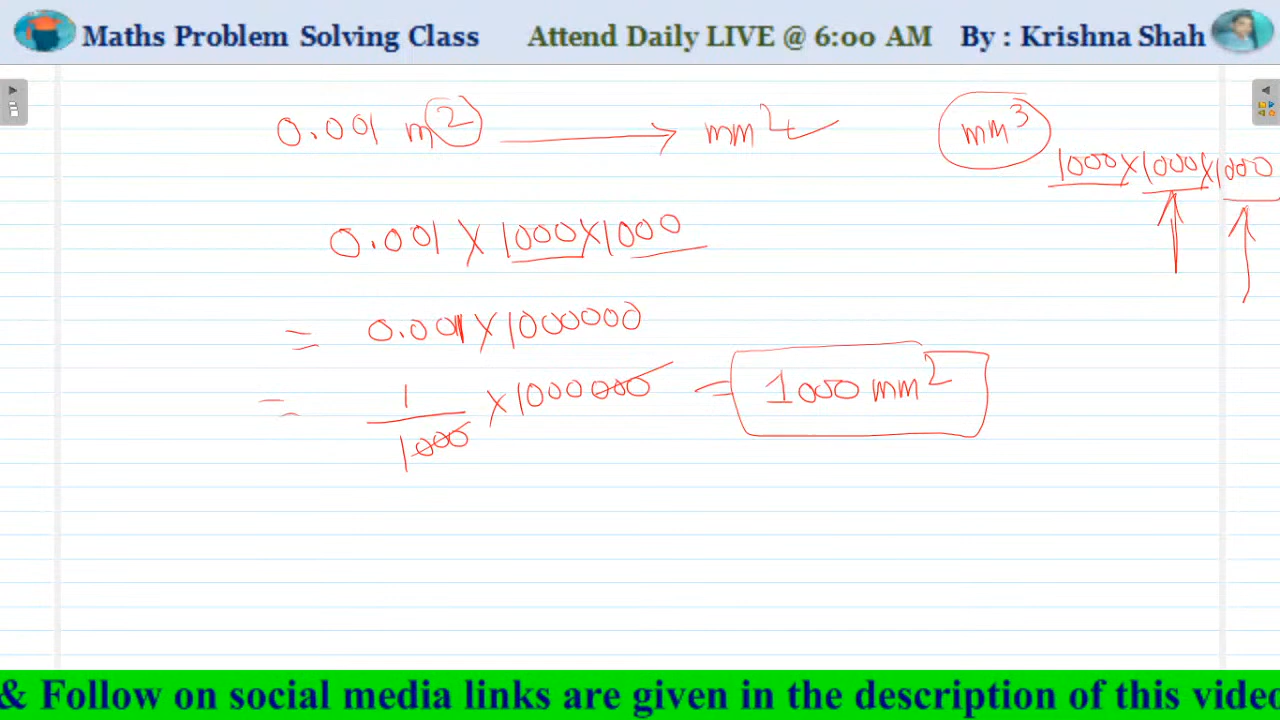 Maths Problem Solving Class Attend Daily LIVE @ 6:00 AM By : Krishna Shah
0.001 m² ⟶ mm² mm³
1000×1000×1000
0.001 × 1000×1000
= 0.001×1000000
= 1/1000 ×1000000 = 1000 mm²
& Follow on social media links are given in the description of this video